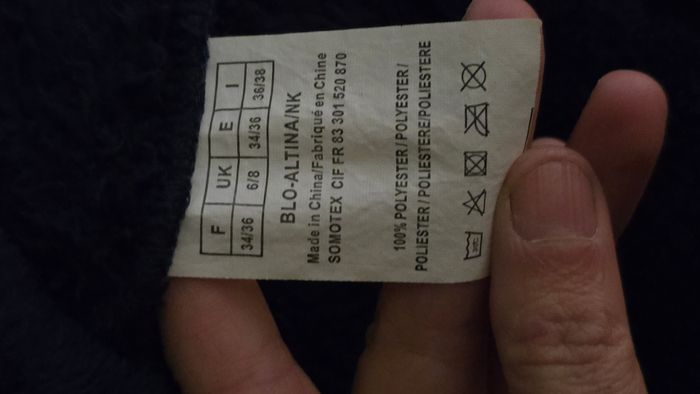 F UK E I
34/36 6/8 34/36 36/38
BLO-ALTINA/NK
Made in China/Fabriqué en Chine
SOMOTEX CIF FR 83 301 520 870
100% POLYESTER / POLYESTER /
POLIESTER / POLIESTERE/POLIESTERE
30°